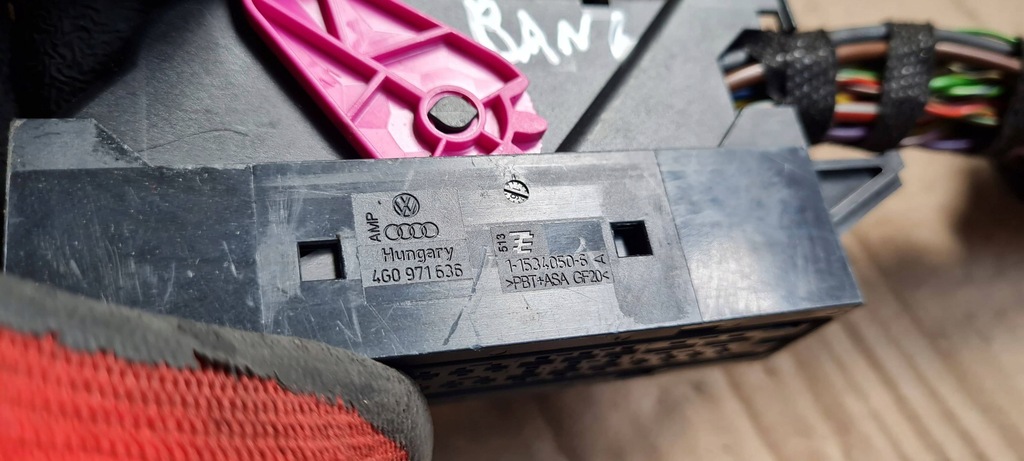 BAN
AMP
Hungary
4G0 971 636
513
1-1534050-6 A
>PBT+ASA GF20<